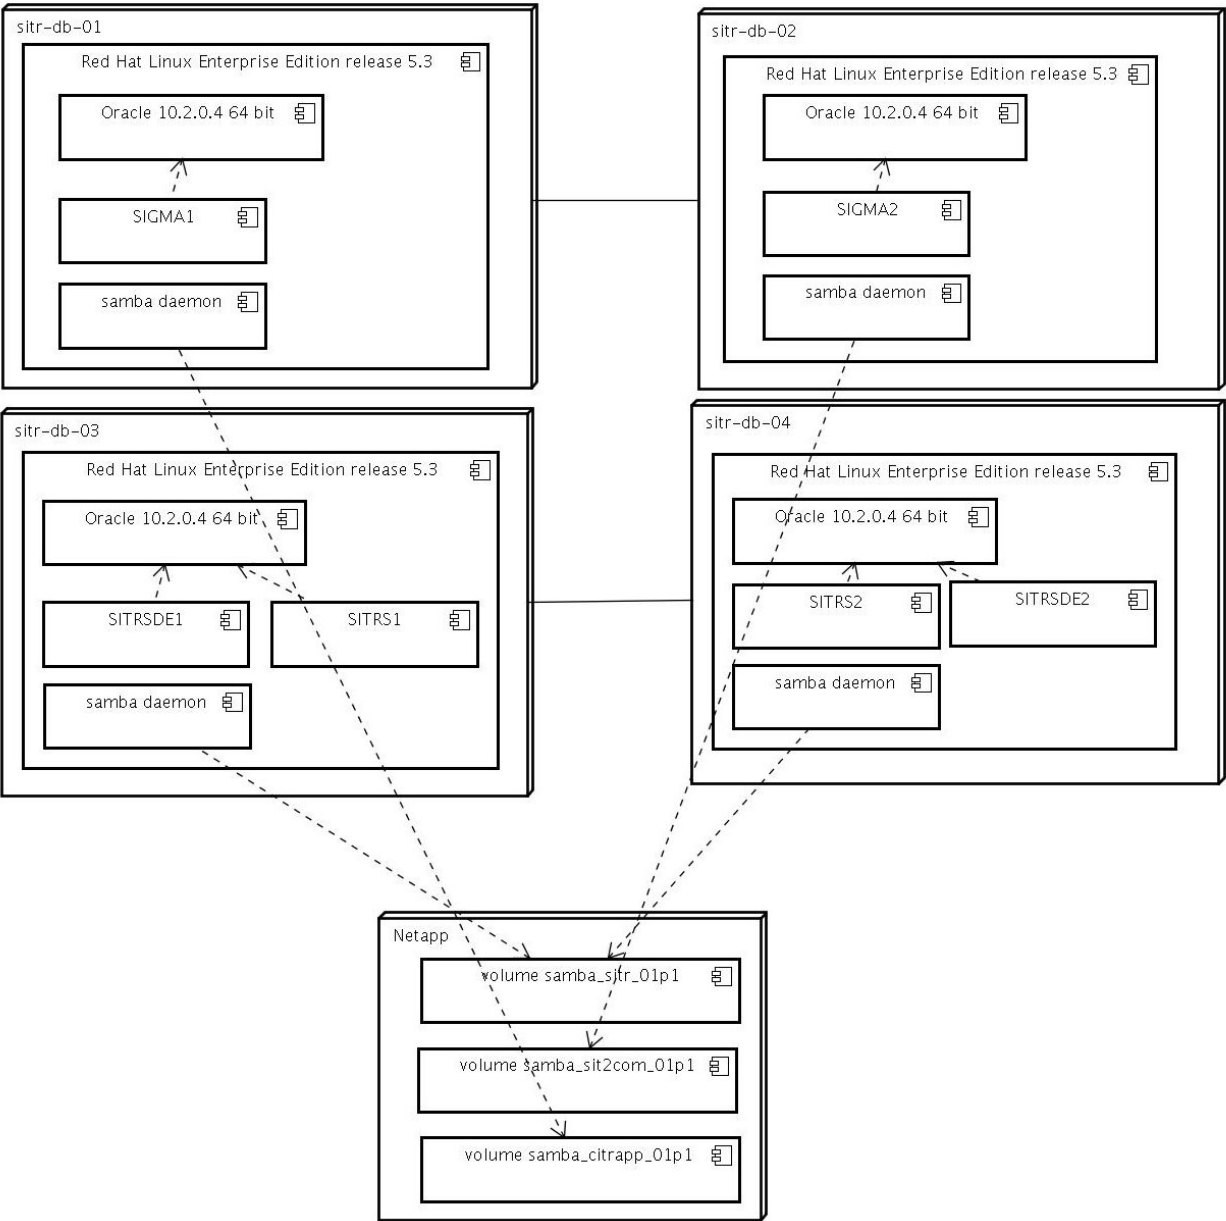 sitr-db-01
Red Hat Linux Enterprise Edition release 5.3
Oracle 10.2.0.4 64 bit
SIGMA1
samba daemon
sitr-db-02
Red Hat Linux Enterprise Edition release 5.3
Oracle 10.2.0.4 64 bit
SIGMA2
samba daemon
sitr-db-03
Red Hat Linux Enterprise Edition release 5.3
Oracle 10.2.0.4 64 bit
SITRSDE1
SITRS1
samba daemon
sitr-db-04
Red Hat Linux Enterprise Edition release 5.3
Oracle 10.2.0.4 64 bit
SITRS2
SITRSDE2
samba daemon
Netapp
volume samba_sitr_01p1
volume samba_sit2com_01p1
volume samba_citrapp_01p1